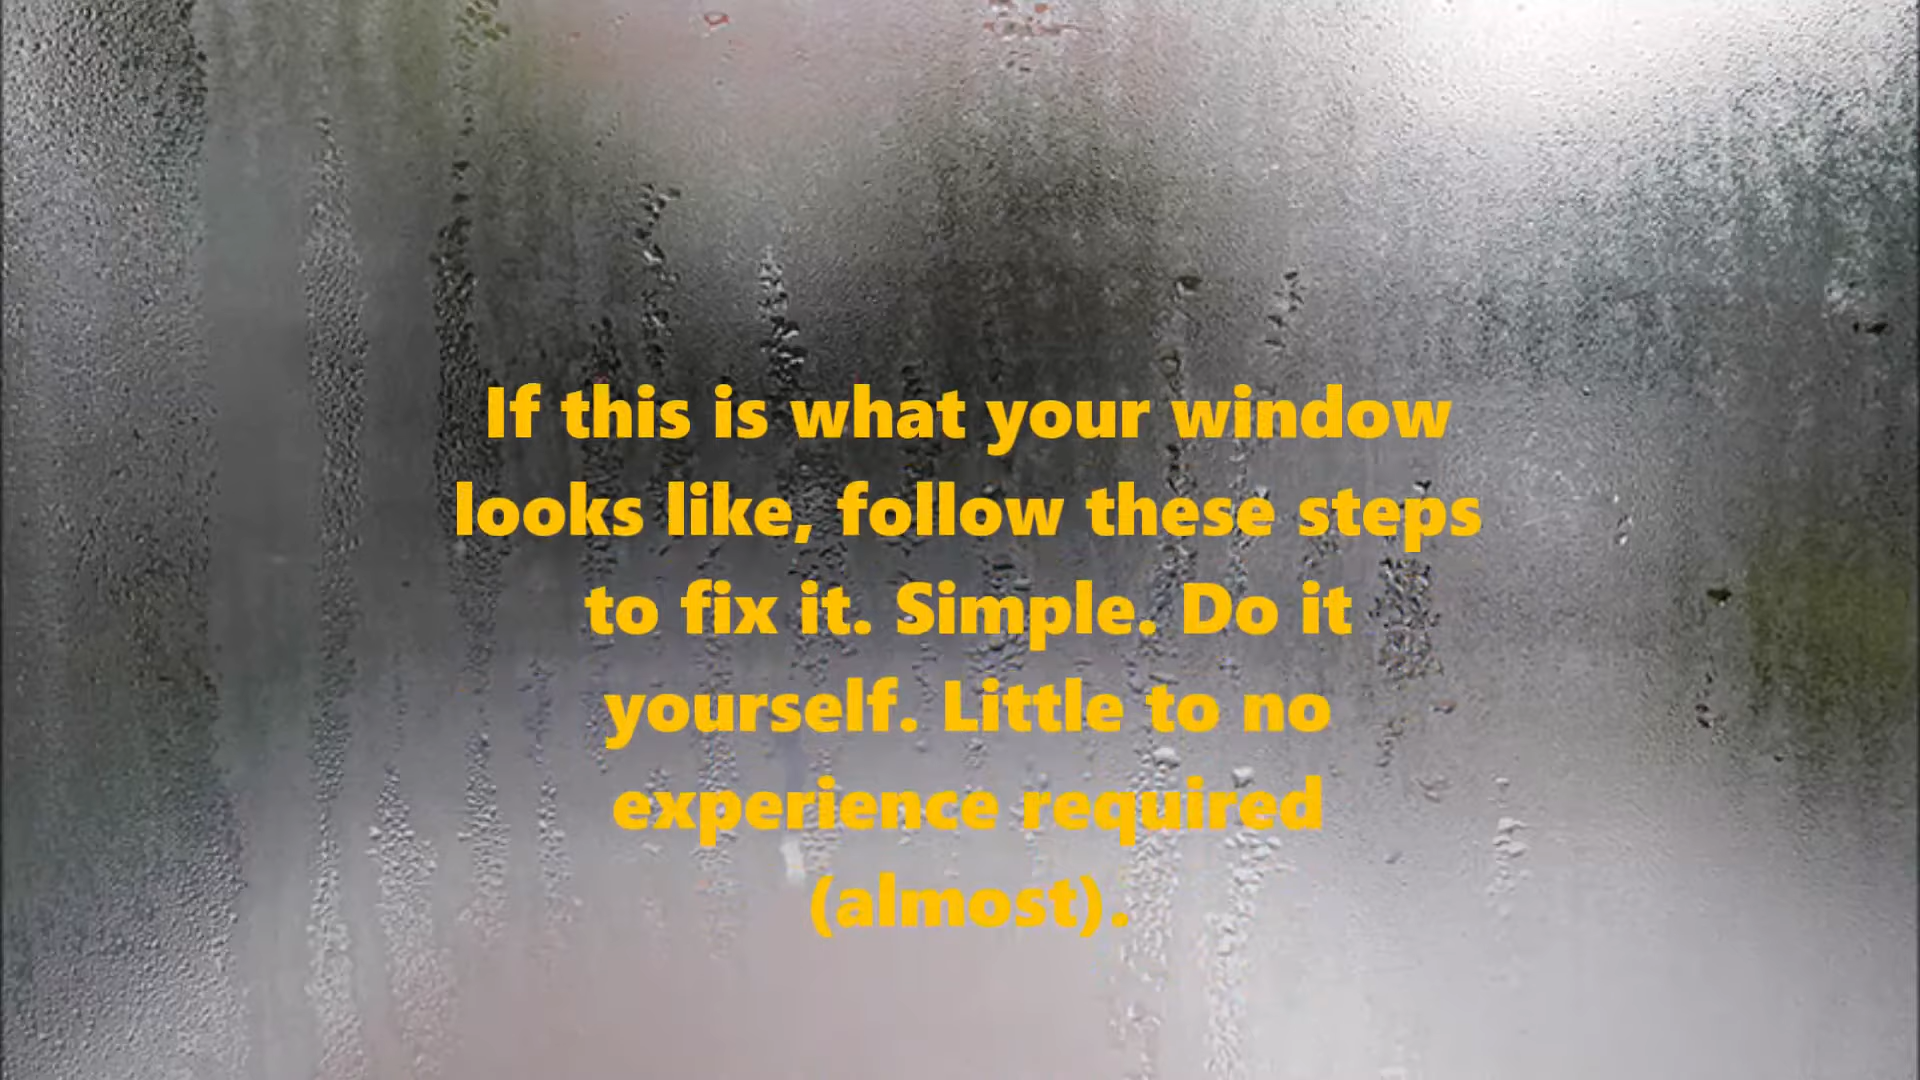 If this is what your window
looks like, follow these steps
to fix it. Simple. Do it
yourself. Little to no
experience required
(almost).